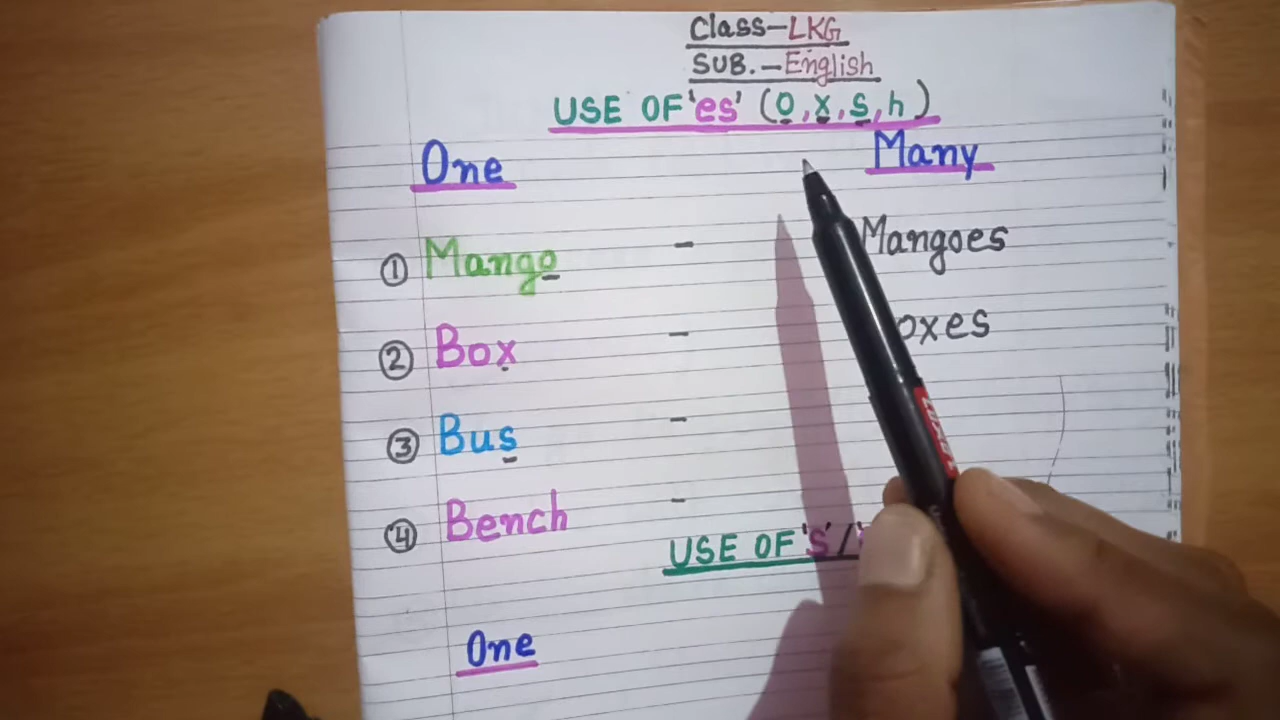 Class-LKG
SUB.-English
USE OF 'es' (o, x, s, h)
One Many
① Mango - Mangoes
② Box - oxes
③ Bus -
④ Bench -
USE OF 's' /
One